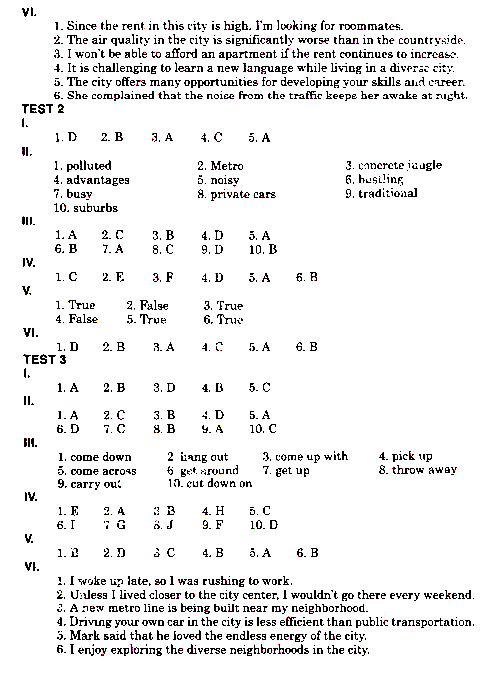 VI.
1. Since the rent in this city is high, I'm looking for roommates.
2. The air quality in the city is significantly worse than in the countryside.
3. I won't be able to afford an apartment if the rent continues to increase.
4. It is challenging to learn a new language while living in a diverse city.
5. The city offers many opportunities for developing your skills and career.
6. She complained that the noise from the traffic keeps her awake at night.
TEST 2
I.
1. D 2. B 3. A 4. C 5. A
II.
1. polluted 2. Metro 3. concrete jungle
4. advantages 5. noisy 6. bustling
7. busy 8. private cars 9. traditional
10. suburbs
III.
1. A 2. C 3. B 4. D 5. A
6. B 7. A 8. C 9. D 10. B
IV.
1. C 2. E 3. F 4. D 5. A 6. B
V.
1. True 2. False 3. True
4. False 5. True 6. True
VI.
1. D 2. B 3. A 4. C 5. A 6. B
TEST 3
I.
1. A 2. B 3. D 4. B 5. C
II.
1. A 2. C 3. B 4. D 5. A
6. D 7. C 8. B 9. A 10. C
III.
1. come down 2 hang out 3. come up with 4. pick up
5. come across 6 get around 7. get up 8. throw away
9. carry out 10. cut down on
IV.
1. E 2. A 3 B 4. H 5. C
6. I 7 G 8. J 9. F 10. D
V.
1. 2. D 3 C 4. B 5. A 6. B
VI.
1. I woke up late, so I was rushing to work.
2. Unless I lived closer to the city center, I wouldn't go there every weekend.
3. A new metro line is being built near my neighborhood.
4. Driving your own car in the city is less efficient than public transportation.
5. Mark said that he loved the endless energy of the city.
6. I enjoy exploring the diverse neighborhoods in the city.